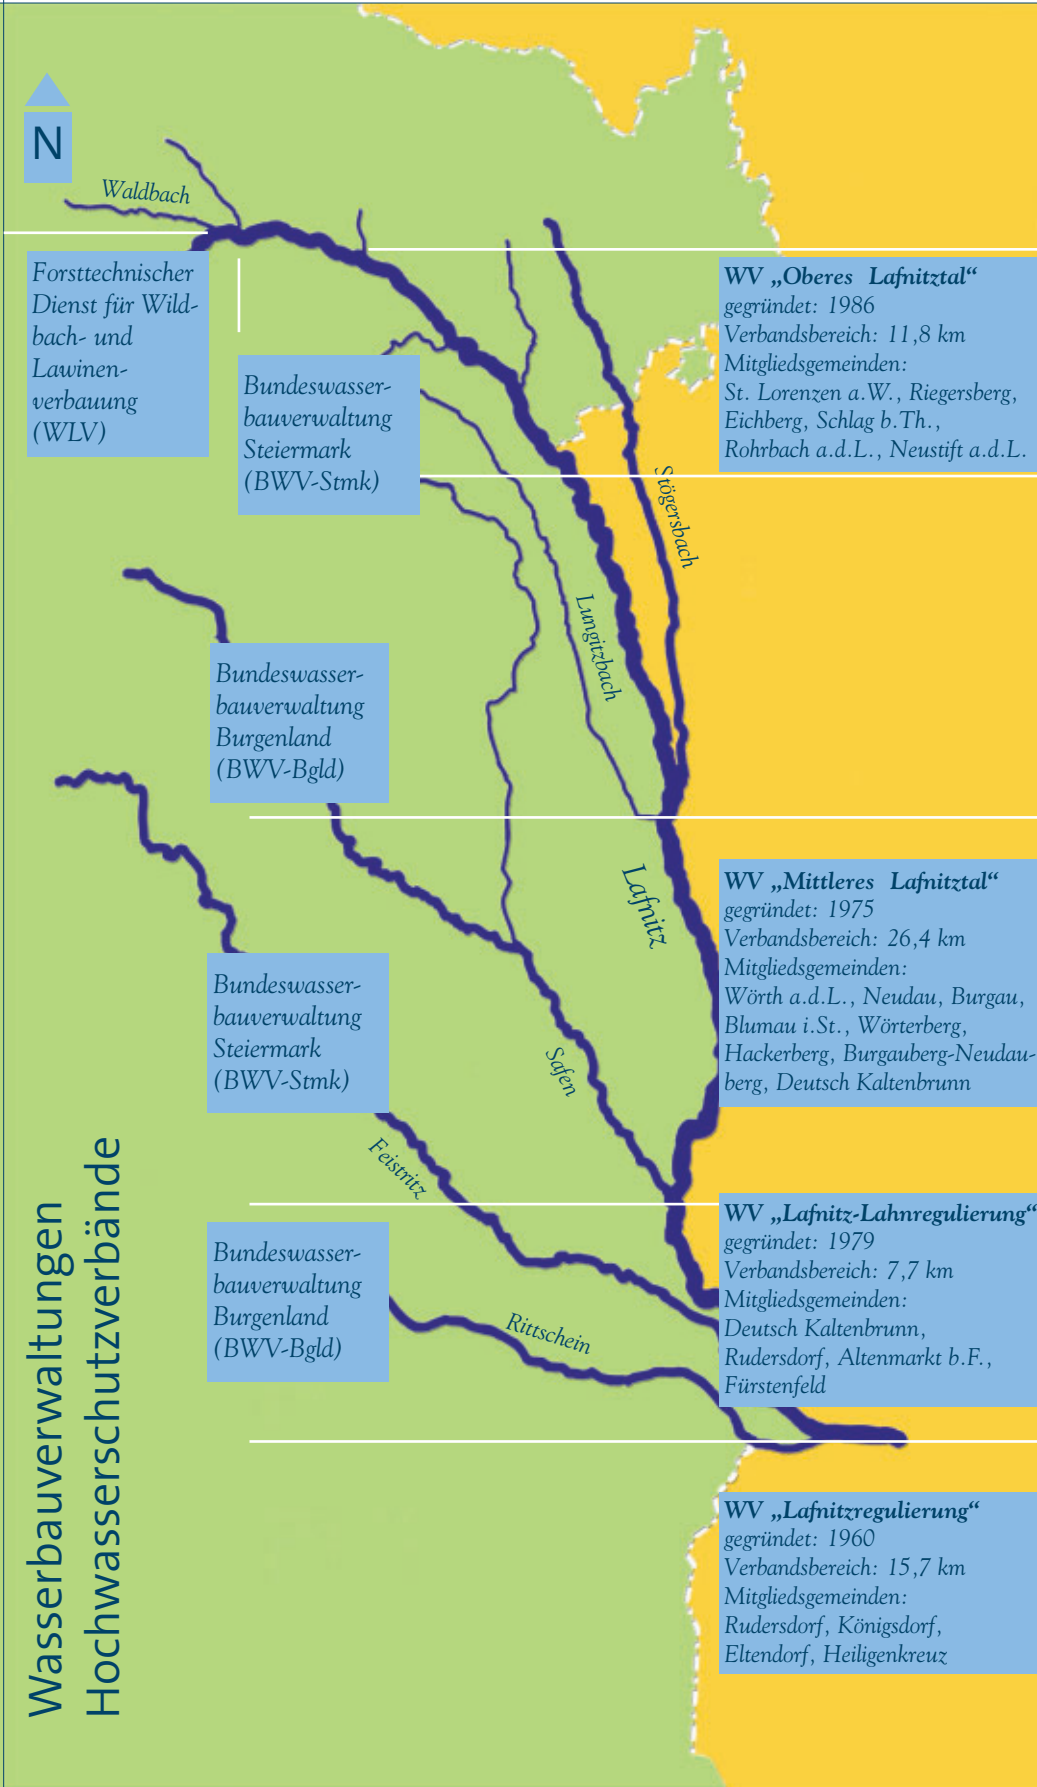 N
Waldbach
Forsttechnischer
Dienst für Wild-
bach- und
Lawinen-
verbauung
(WLV)
Bundeswasser-
bauverwaltung
Steiermark
(BWV-Stmk)
WV „Oberes Lafnitztal“
gegründet: 1986
Verbandsbereich: 11,8 km
Mitgliedsgemeinden:
St. Lorenzen a.W., Riegersberg,
Eichberg, Schlag b.Th.,
Rohrbach a.d.L., Neustift a.d.L.
Stögersbach
Lungitzbach
Bundeswasser-
bauverwaltung
Burgenland
(BWV-Bgld)
Lafnitz
WV „Mittleres Lafnitztal“
gegründet: 1975
Verbandsbereich: 26,4 km
Mitgliedsgemeinden:
Wörth a.d.L., Neudau, Burgau,
Blumau i.St., Wörterberg,
Hackerberg, Burgauberg-Neudau-
berg, Deutsch Kaltenbrunn
Bundeswasser-
bauverwaltung
Steiermark
(BWV-Stmk)
Safen
Feistritz
WV „Lafnitz-Lahnregulierung“
gegründet: 1979
Verbandsbereich: 7,7 km
Mitgliedsgemeinden:
Deutsch Kaltenbrunn,
Rudersdorf, Altenmarkt b.F.,
Fürstenfeld
Bundeswasser-
bauverwaltung
Burgenland
(BWV-Bgld)
Rittschein
WV „Lafnitzregulierung“
gegründet: 1960
Verbandsbereich: 15,7 km
Mitgliedsgemeinden:
Rudersdorf, Königsdorf,
Eltendorf, Heiligenkreuz
Wasserbauverwaltungen
Hochwasserschutzverbände